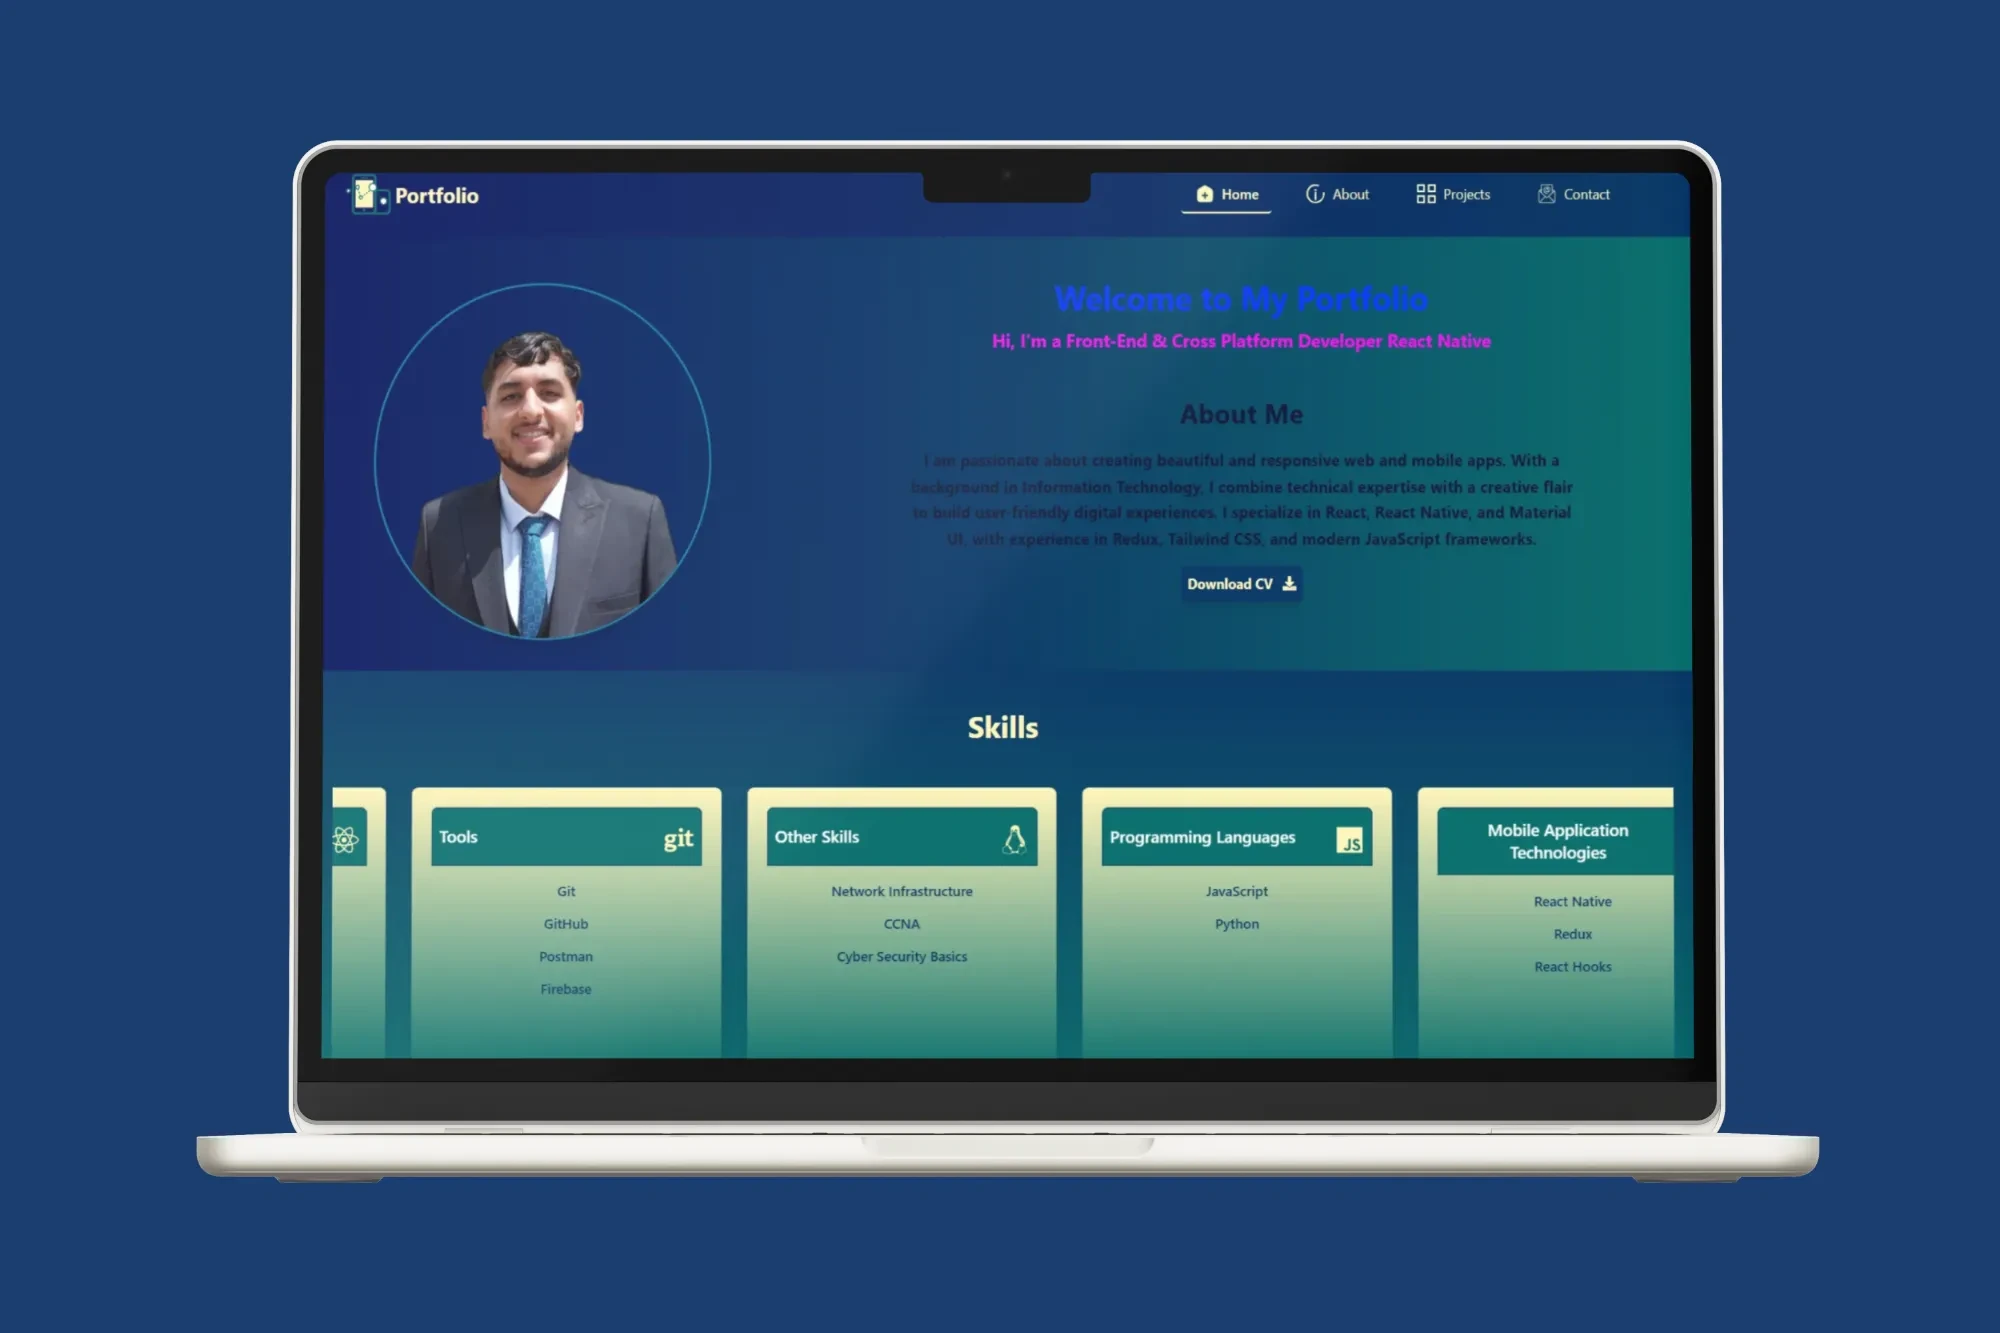 Portfolio
Home
About
Projects
Contact
Welcome to My Portfolio
Hi, I'm a Front-End & Cross Platform Developer React Native
About Me
I am passionate about creating beautiful and responsive web and mobile apps. With a
background in Information Technology, I combine technical expertise with a creative flair
to build user-friendly digital experiences. I specialize in React, React Native, and Material
UI, with experience in Redux, Tailwind CSS, and modern JavaScript frameworks.
Download CV
Skills
Tools
git
Git
GitHub
Postman
Firebase
Other Skills
Network Infrastructure
CCNA
Cyber Security Basics
Programming Languages
JS
JavaScript
Python
Mobile Application
Technologies
React Native
Redux
React Hooks